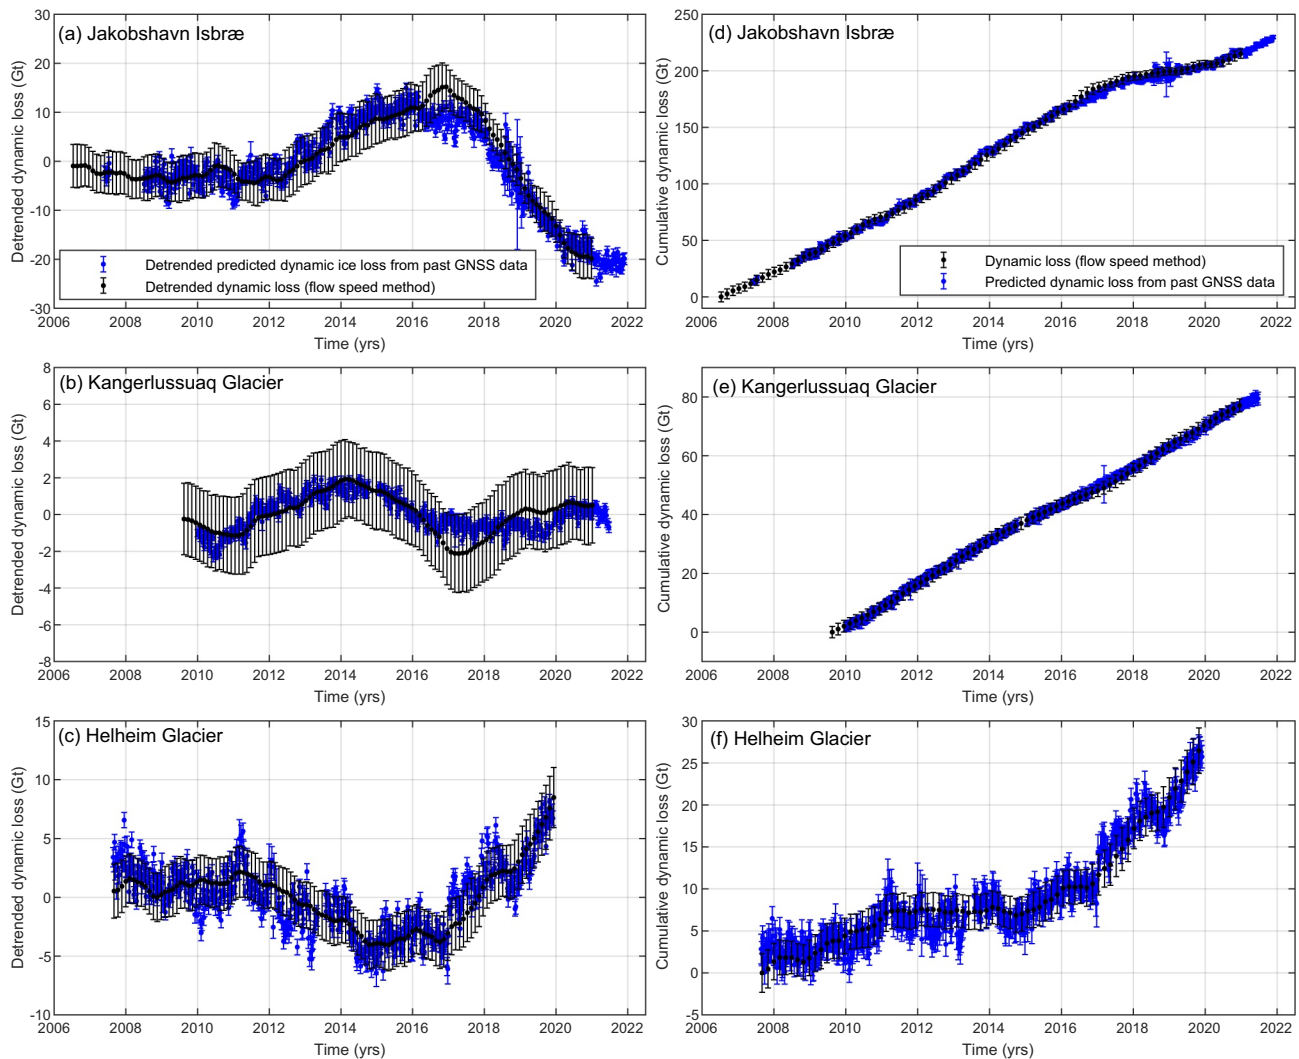 (a) Jakobshavn Isbræ
Detrended dynamic loss (Gt)
30
20
10
0
-10
-20
-30
Detrended predicted dynamic ice loss from past GNSS data
Detrended dynamic loss (flow speed method)
2006 2008 2010 2012 2014 2016 2018 2020 2022
Time (yrs)
(d) Jakobshavn Isbræ
Cumulative dynamic loss (Gt)
250
200
150
100
50
0
Dynamic loss (flow speed method)
Predicted dynamic loss from past GNSS data
2006 2008 2010 2012 2014 2016 2018 2020 2022
Time (yrs)
(b) Kangerlussuaq Glacier
Detrended dynamic loss (Gt)
8
6
4
2
0
-2
-4
-6
-8
2006 2008 2010 2012 2014 2016 2018 2020 2022
Time (yrs)
(e) Kangerlussuaq Glacier
Cumulative dynamic loss (Gt)
80
60
40
20
0
2006 2008 2010 2012 2014 2016 2018 2020 2022
Time (yrs)
(c) Helheim Glacier
Detrended dynamic loss (Gt)
15
10
5
0
-5
-10
2006 2008 2010 2012 2014 2016 2018 2020 2022
Time (yrs)
(f) Helheim Glacier
Cumulative dynamic loss (Gt)
30
25
20
15
10
5
0
-5
2006 2008 2010 2012 2014 2016 2018 2020 2022
Time (yrs)